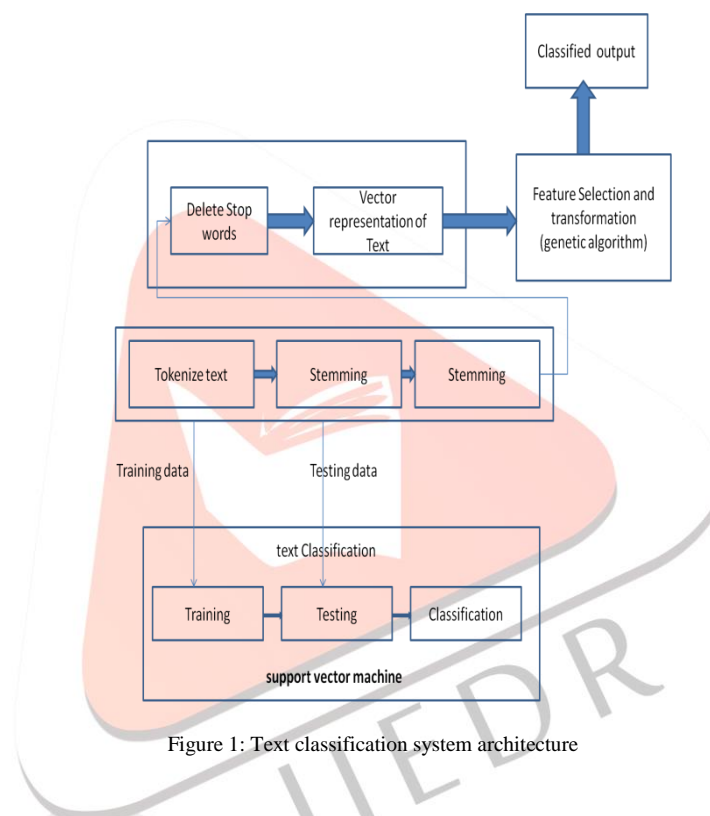 Classified output
Delete Stop
words
Vector
representation of
Text
Feature Selection and
transformation
(genetic algorithm)
Tokenize text
Stemming
Stemming
Training data
Testing data
text Classification
Training
Testing
Classification
support vector machine
Figure 1: Text classification system architecture
IJEDR